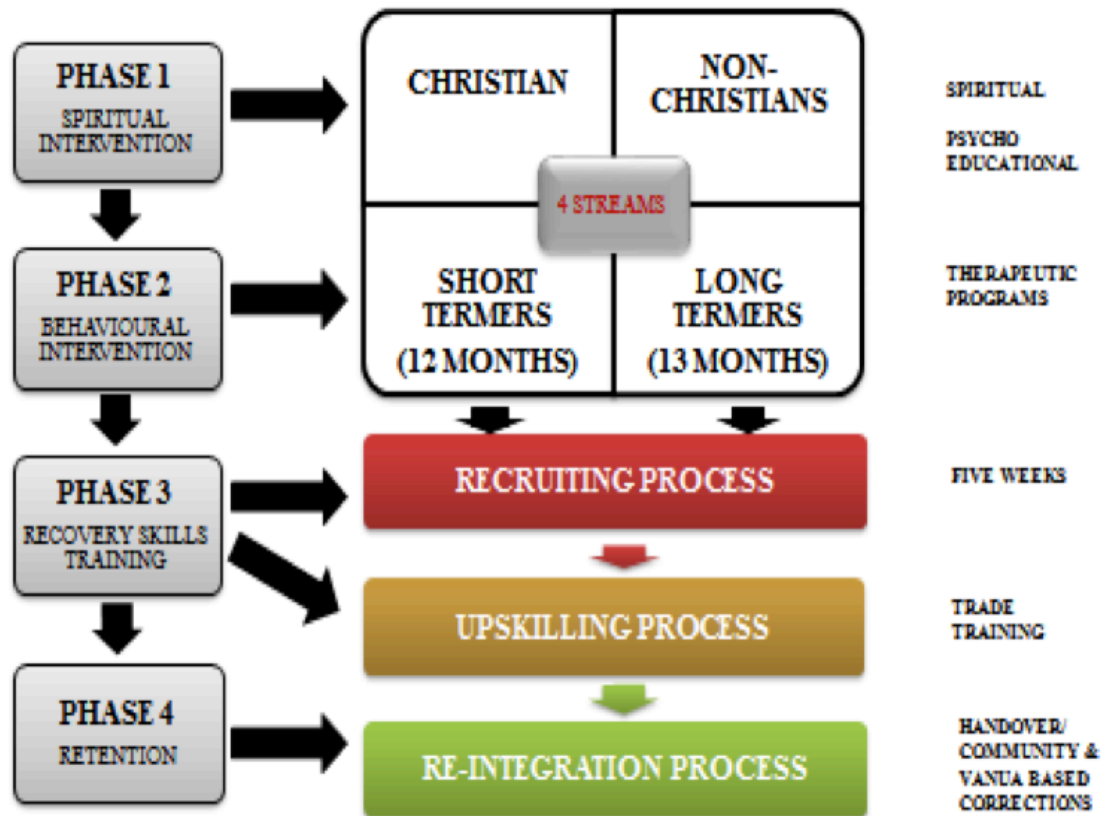 PHASE 1
SPIRITUAL
INTERVENTION
CHRISTIAN
NON-
CHRISTIANS
SPIRITUAL
PSYCHO
EDUCATIONAL
4 STREAMS
PHASE 2
BEHAVIOURAL
INTERVENTION
SHORT
TERMERS
(12 MONTHS)
LONG
TERMERS
(13 MONTHS)
THERAPEUTIC
PROGRAMS
PHASE 3
RECOVERY SKILLS
TRAINING
RECRUITING PROCESS
FIVE WEEKS
UPSKILLING PROCESS
TRADE
TRAINING
PHASE 4
RETENTION
RE-INTEGRATION PROCESS
HANDOVER/
COMMUNITY &
VANUA BASED
CORRECTIONS